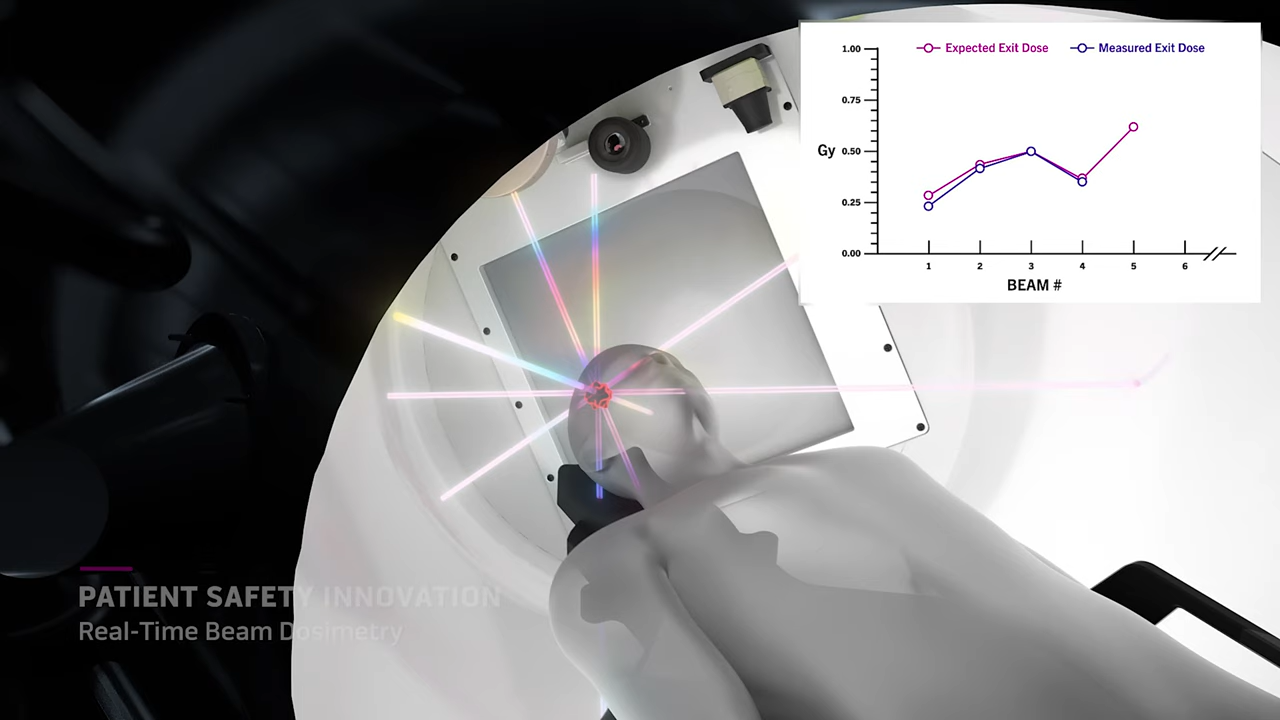 Expected Exit Dose Measured Exit Dose
1.00
0.75
Gy 0.50
0.25
0.00
1 2 3 4 5 6
BEAM #
PATIENT SAFETY INNOVATION
Real-Time Beam Dosimetry